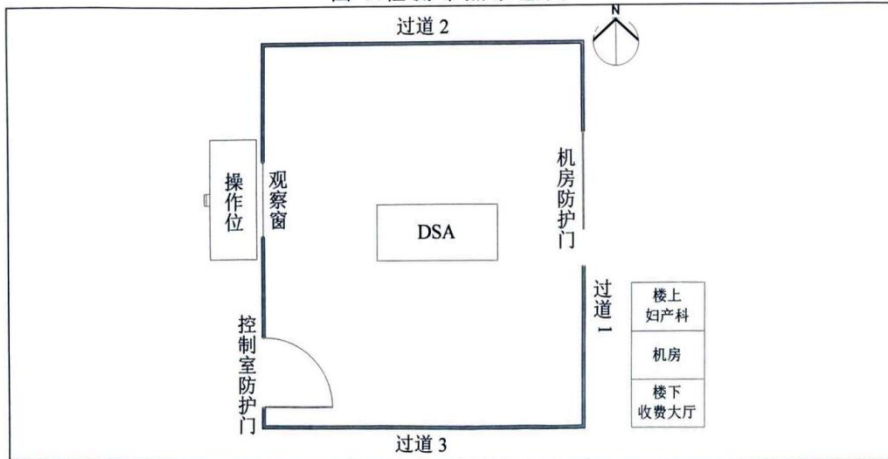 过道 2
N
操作位
观察窗
DSA
机房防护门
过道 1
楼上
妇产科
机房
楼下
收费大厅
控制室防护门
过道 3